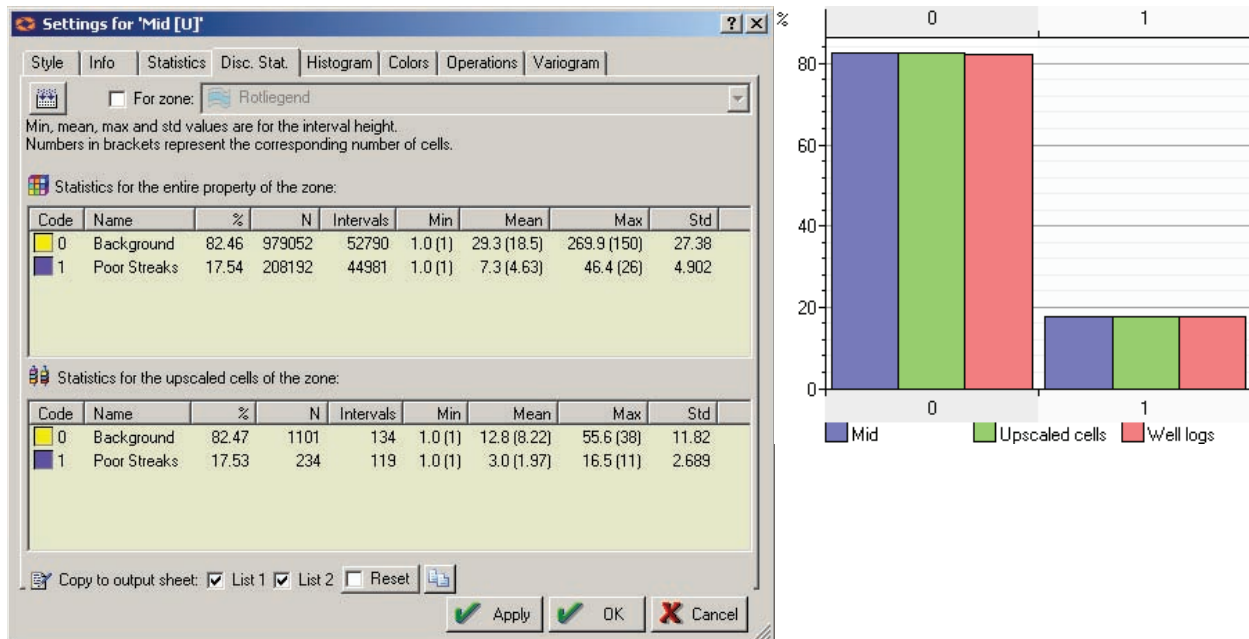 Settings for 'Mid [U]'
Style Info Statistics Disc. Stat. Histogram Colors Operations Variogram
For zone: Rotliegend
Min, mean, max and std values are for the interval height.
Numbers in brackets represent the corresponding number of cells.
Statistics for the entire property of the zone:
Code Name % N Intervals Min Mean Max Std
0 Background 82.46 979052 52790 1.0 (1) 29.3 (18.5) 269.9 (150) 27.38
1 Poor Streaks 17.54 208192 44981 1.0 (1) 7.3 (4.63) 46.4 (26) 4.902
Statistics for the upscaled cells of the zone:
Code Name % N Intervals Min Mean Max Std
0 Background 82.47 1101 134 1.0 (1) 12.8 (8.22) 55.6 (38) 11.82
1 Poor Streaks 17.53 234 119 1.0 (1) 3.0 (1.97) 16.5 (11) 2.689
Copy to output sheet: List 1 List 2 Reset
Apply OK Cancel
%
0 1
80
60
40
20
0
0 1
Mid Upscaled cells Well logs